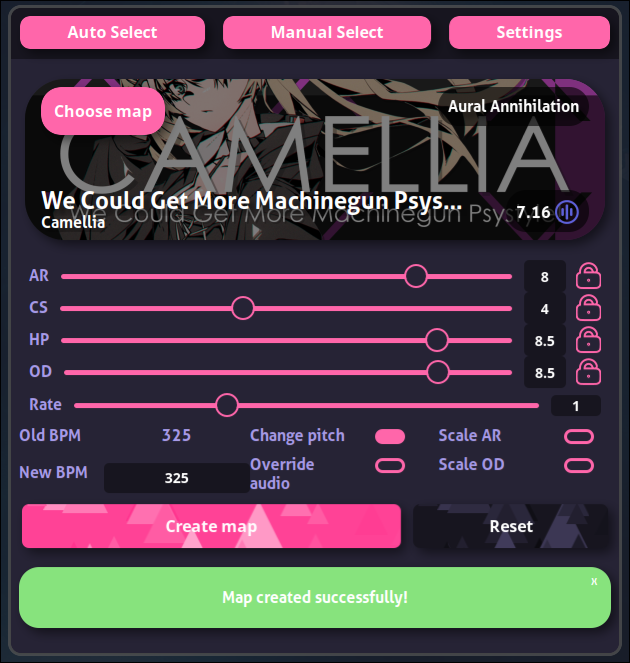 Auto Select
Manual Select
Settings
Choose map
Aural Annihilation
CAMELLIA
We Could Get More Machinegun Psys...
We Could Get More Machinegun Psys
Camellia
7.16
AR
8
CS
4
HP
8.5
OD
8.5
Rate
1
Old BPM
325
Change pitch
Scale AR
New BPM
325
Override
audio
Scale OD
Create map
Reset
x
Map created successfully!